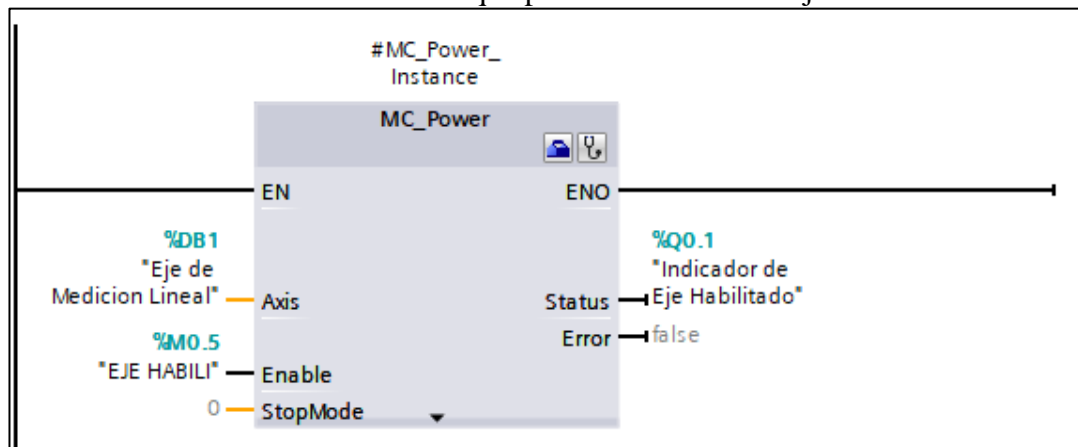 #MC_Power_
Instance
MC_Power
EN
ENO
%DB1
"Eje de
Medicion Lineal"
Axis
%Q0.1
"Indicador de
Eje Habilitado"
Status
Error
false
%M0.5
"EJE HABILI"
Enable
0
StopMode